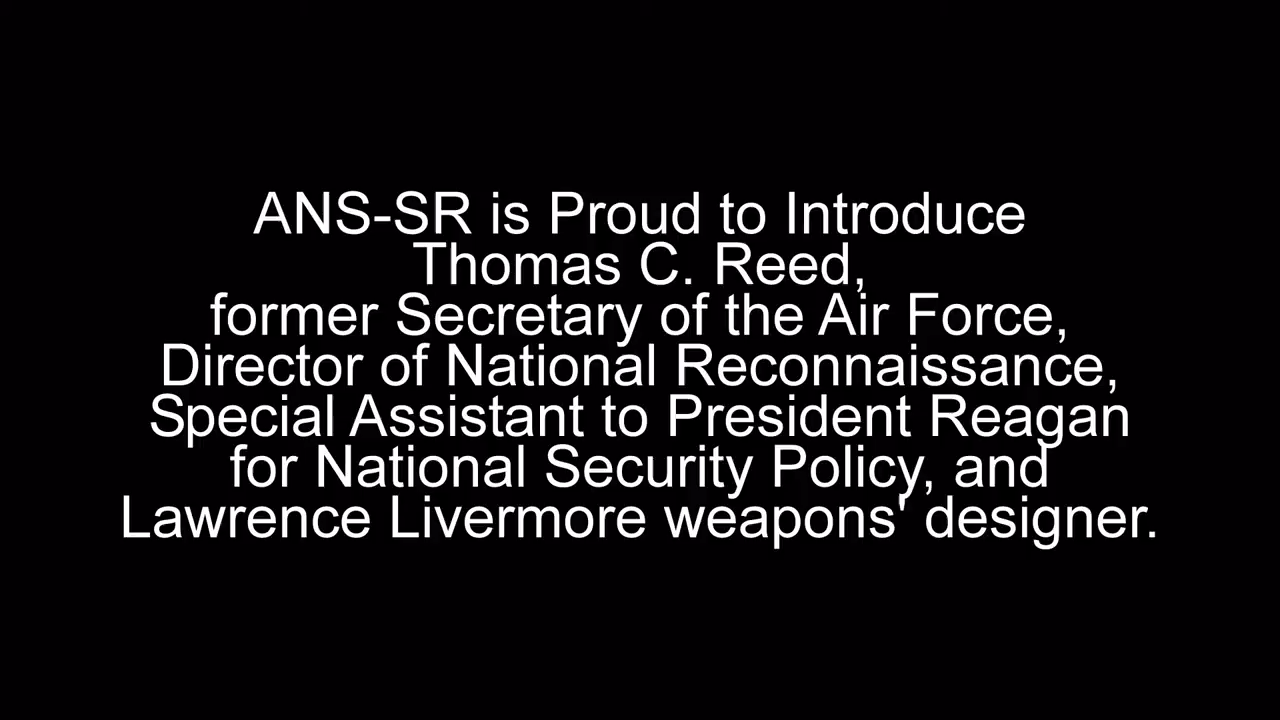 ANS-SR is Proud to Introduce
Thomas C. Reed,
former Secretary of the Air Force,
Director of National Reconnaissance,
Special Assistant to President Reagan
for National Security Policy, and
Lawrence Livermore weapons' designer.